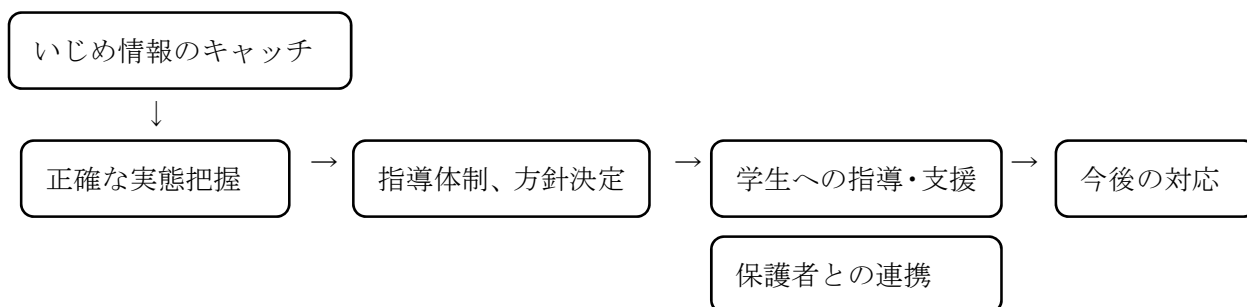 いじめ情報のキャッチ
↓
正確な実態把握 → 指導体制、方針決定 → 学生への指導・支援 → 今後の対応
保護者との連携